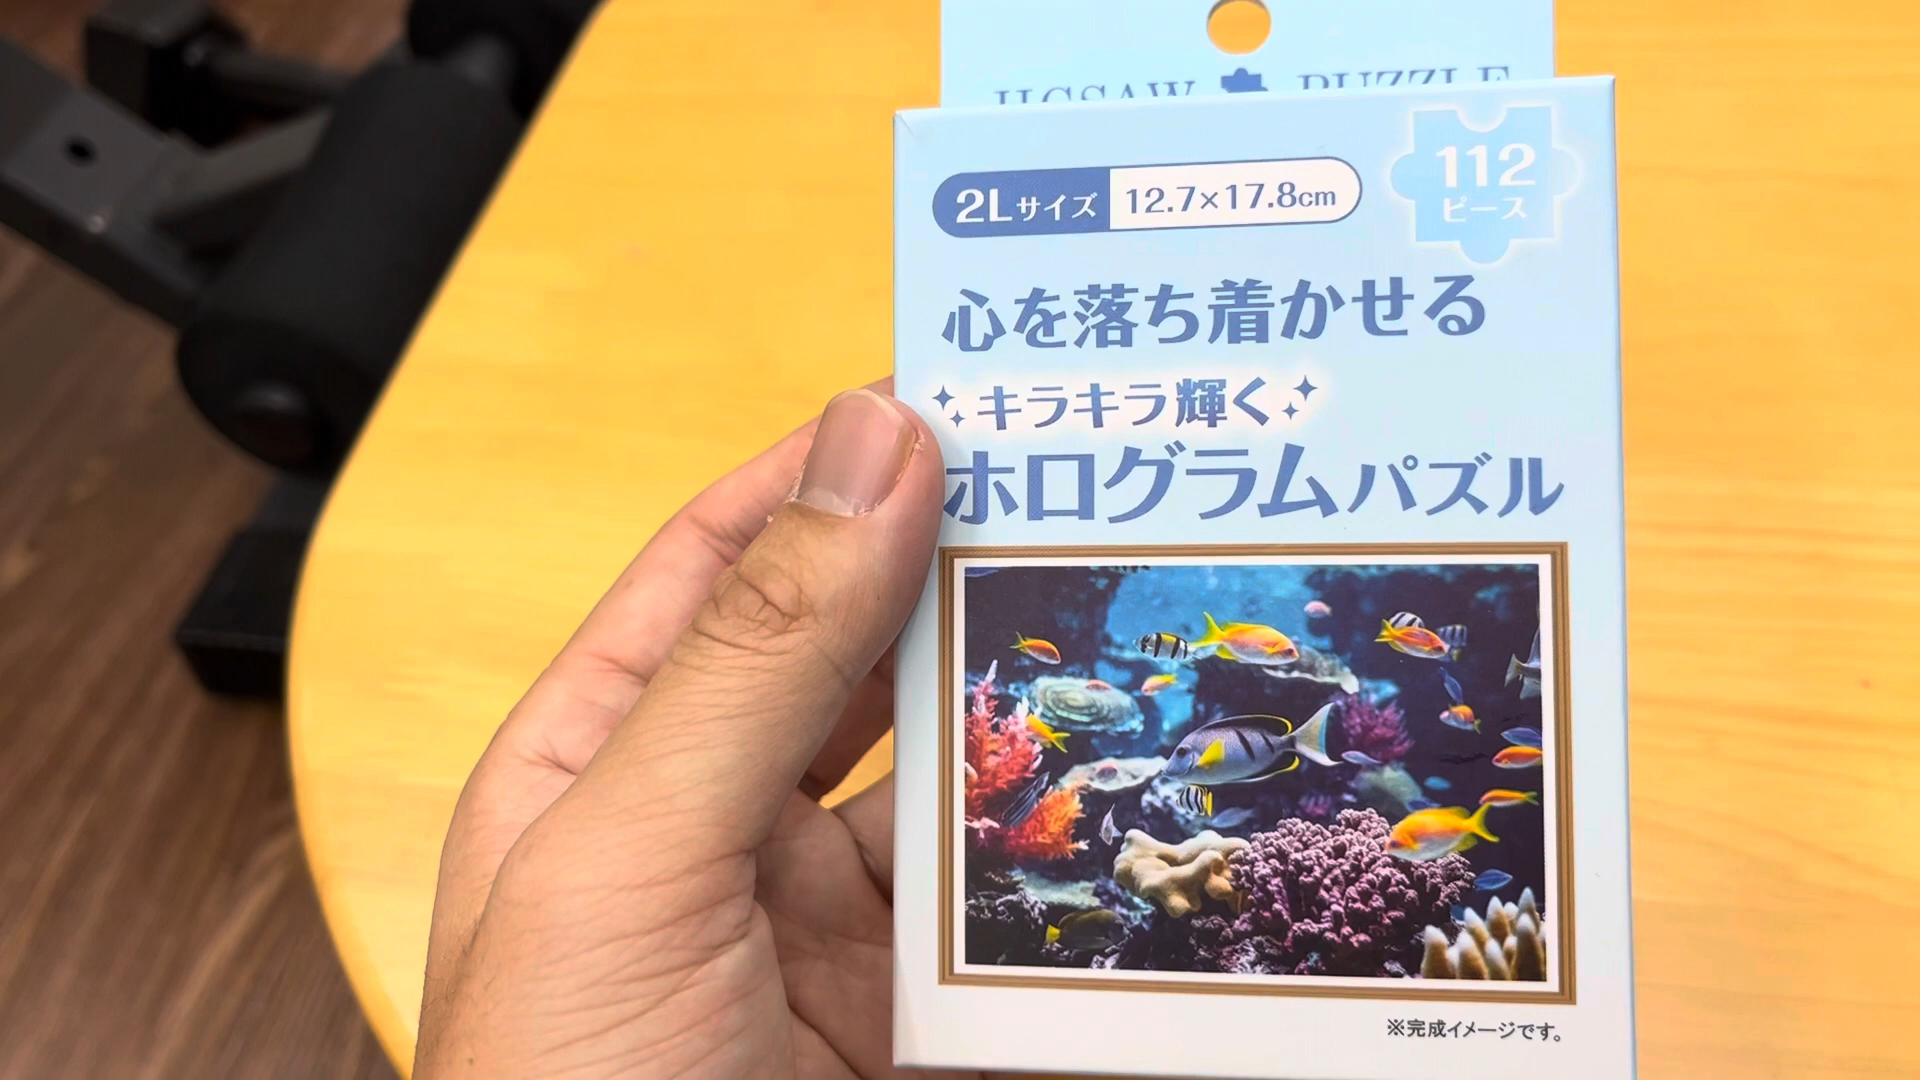 JIGSAW PUZZLE
2Lサイズ 12.7×17.8cm
112
ピース
心を落ち着かせる
キラキラ輝く
ホログラムパズル
※完成イメージです。